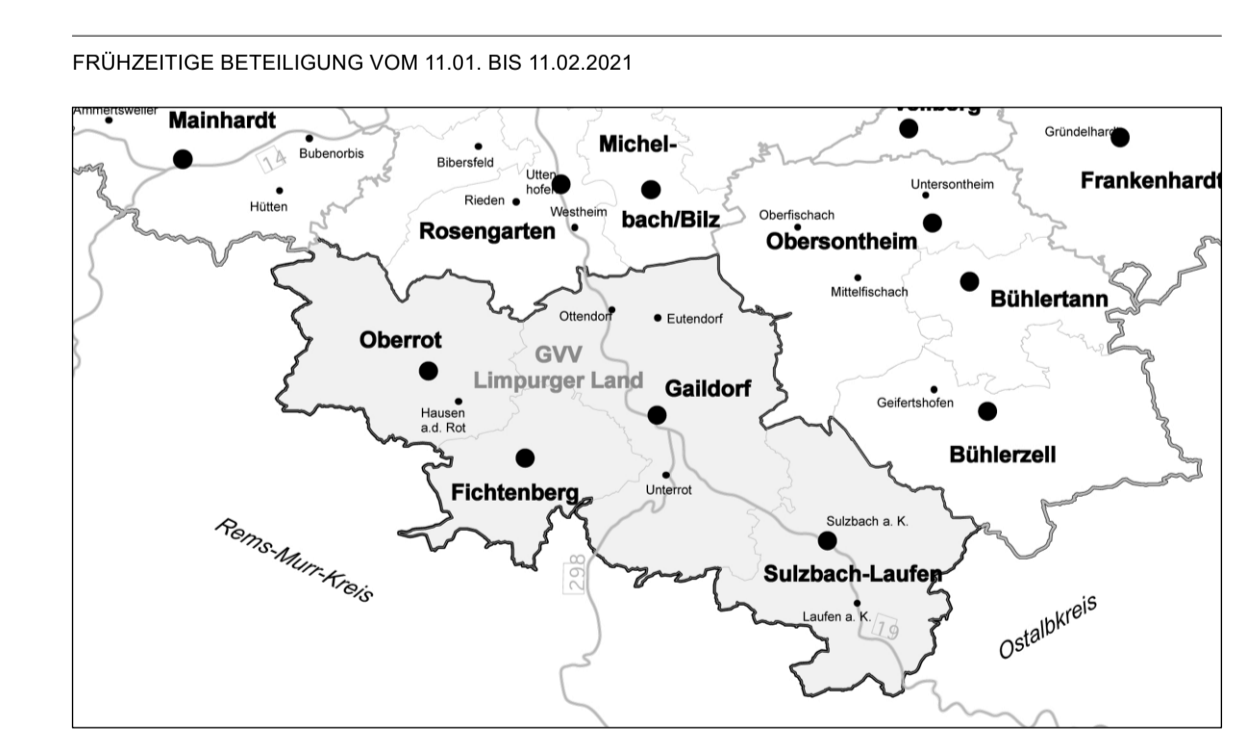 FRÜHZEITIGE BETEILIGUNG VOM 11.01. BIS 11.02.2021
Ammertsweiler
Mainhardt
Bubenorbis
14
Hütten
Bibersfeld
Utten
hofen
Rieden
Westheim
Rosengarten
Michel-
bach/Bilz
Gründelhardt
Frankenhardt
Untersontheim
Oberfischach
Obersontheim
Mittelfischach
Bühlertann
Ottendorf
Eutendorf
Oberrot
GVV
Limpurger Land
Gaildorf
Hausen
a.d. Rot
Geifertshofen
Bühlerzell
Fichtenberg
Unterrot
Sulzbach a. K.
Rems-Murr-Kreis
298
Sulzbach-Laufen
Laufen a. K.
19
Ostalbkreis